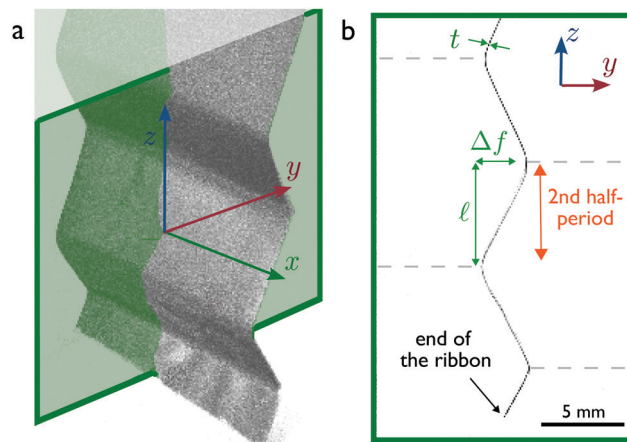 a
z
y
x
b
t
z
y
Δf
ℓ
2nd half-
period
end of
the ribbon
5 mm